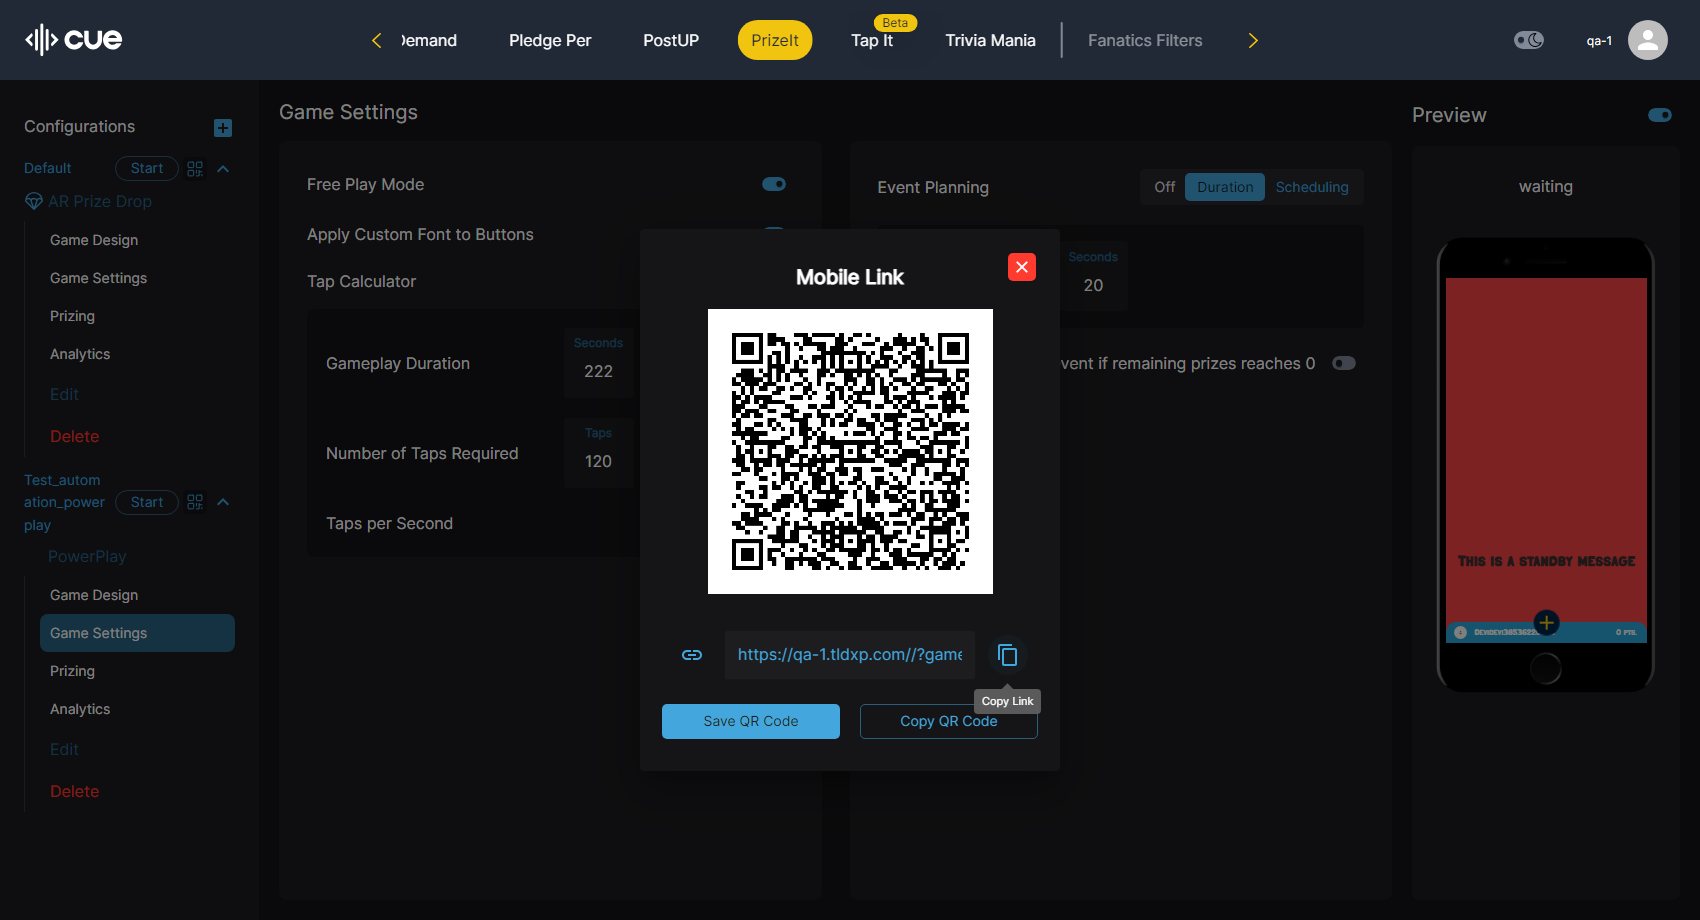 cue
Demand
Pledge Per
PostUP
PrizeIt
Tap It
Beta
Trivia Mania
Fanatics Filters
qa-1
Configurations
Default
Start
AR Prize Drop
Game Design
Game Settings
Prizing
Analytics
Edit
Delete
Test_autom
ation_power
play
Start
PowerPlay
Game Design
Game Settings
Prizing
Analytics
Edit
Delete
Game Settings
Free Play Mode
Apply Custom Font to Buttons
Tap Calculator
Gameplay Duration
Seconds
222
Number of Taps Required
Taps
120
Taps per Second
Event Planning
Off
Duration
Scheduling
Seconds
20
vent if remaining prizes reaches 0
Mobile Link
https://qa-1.tldxp.com//?game
Copy Link
Save QR Code
Copy QR Code
Preview
waiting
This is a standby message
0 pts.